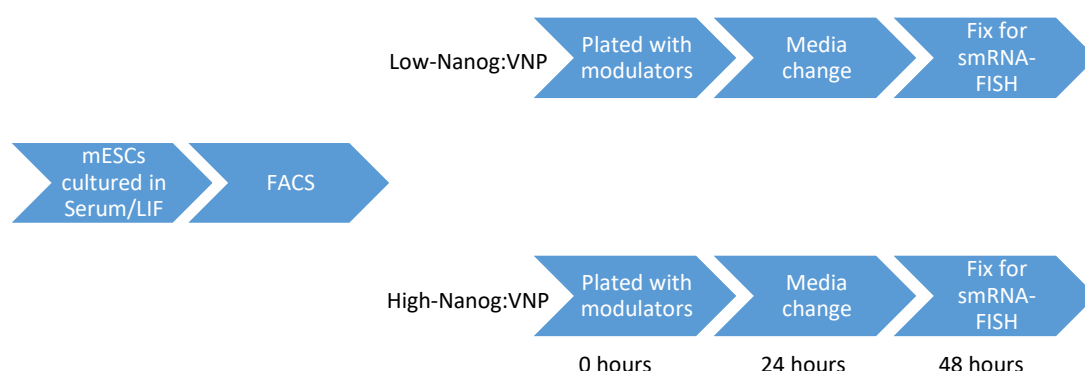 Low-Nanog:VNP
Plated with
modulators
Media
change
Fix for
smRNA-
FISH
mESCs
cultured in
Serum/LIF
FACS
High-Nanog:VNP
Plated with
modulators
Media
change
Fix for
smRNA-
FISH
0 hours
24 hours
48 hours